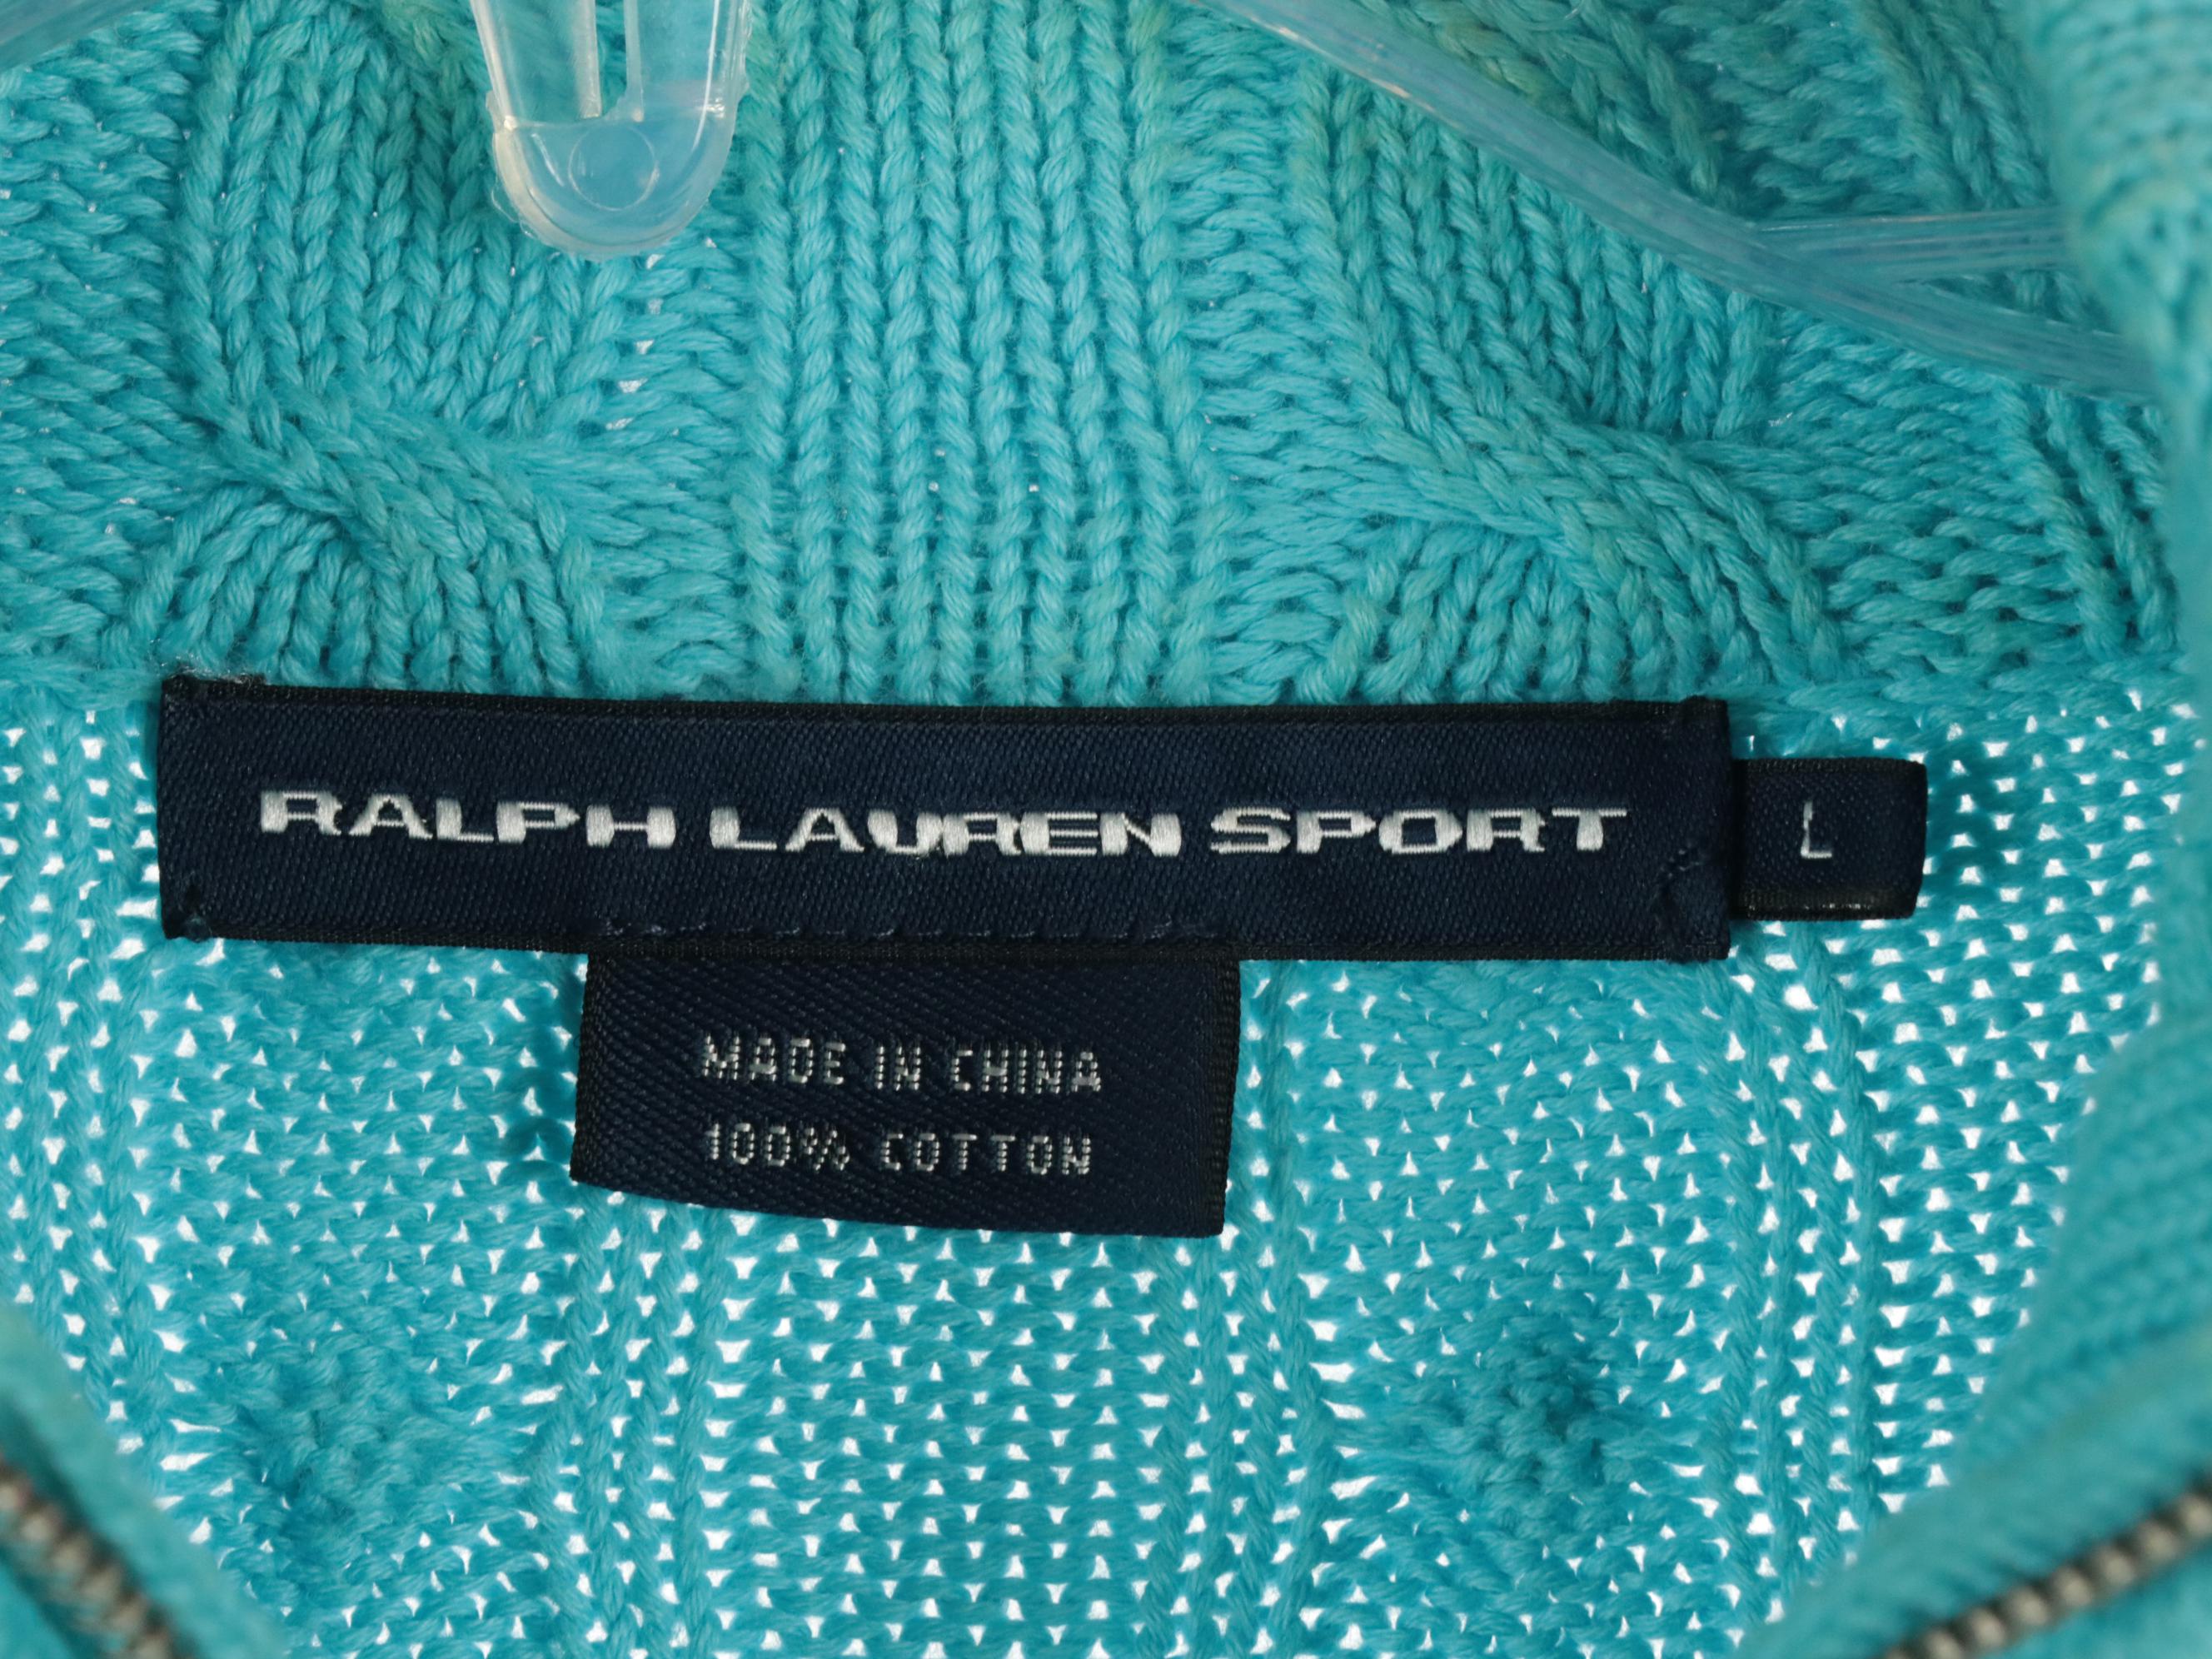 RALPH LAUREN SPORT
L
MADE IN CHINA
100% COTTON